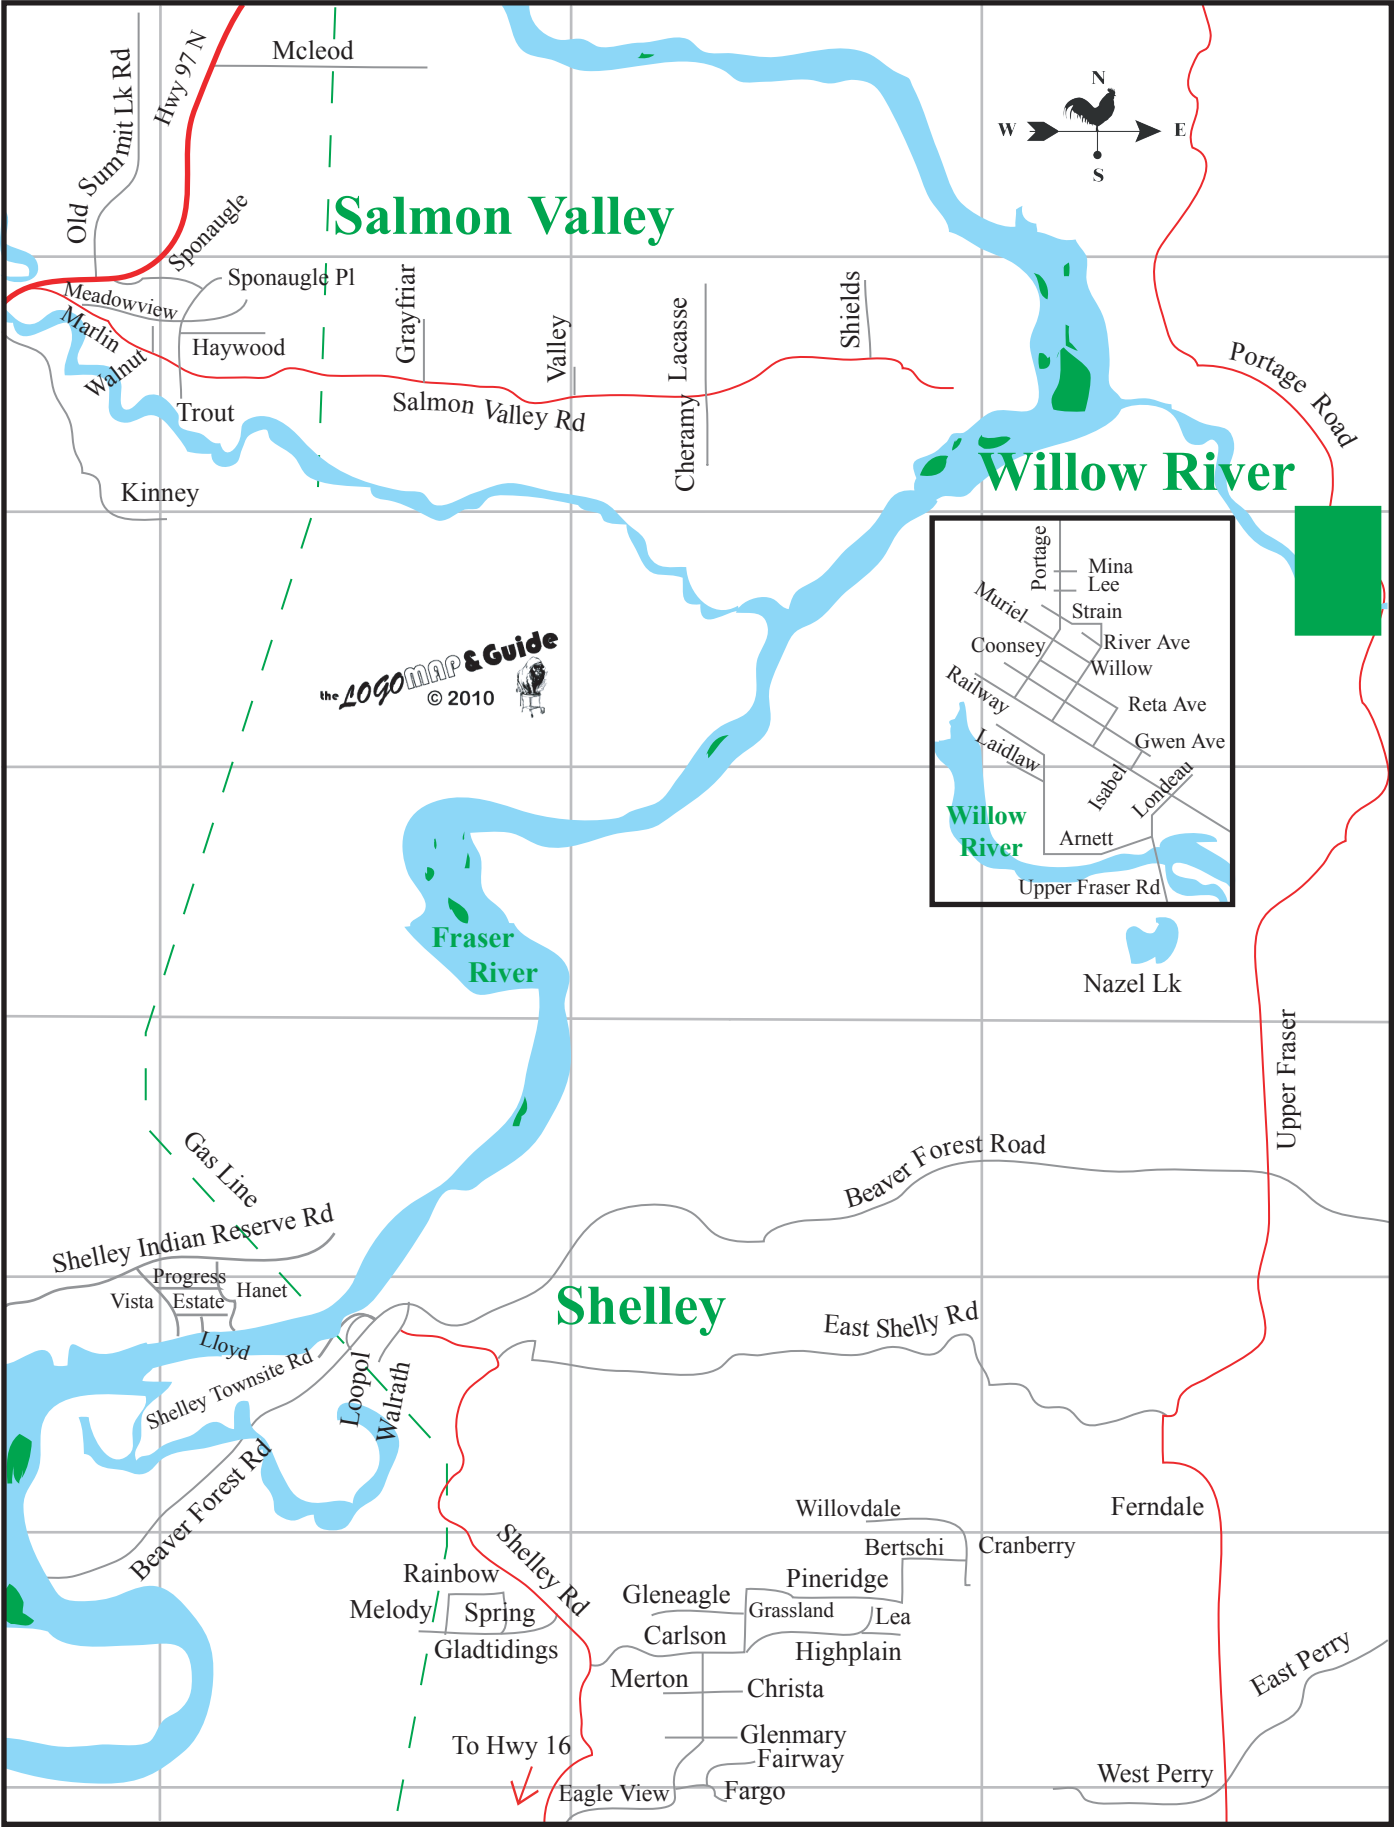 Mcleod
Old Summit Lk Rd
Hwy 97 N
N
W
E
S
Salmon Valley
Sponaugle
Sponaugle Pl
Meadowview
Marlin
Walnut
Haywood
Trout
Grayfriar
Valley
Cheramy Lacasse
Shields
Salmon Valley Rd
Kinney
Portage Road
Willow River
Portage
Mina
Lee
Muriel
Strain
Coonsey
River Ave
Willow
Railway
Reta Ave
Laidlaw
Gwen Ave
Isabel
Londeau
Willow
River
Arnett
Upper Fraser Rd
the LOGO MAP & Guide
© 2010
Fraser
River
Nazel Lk
Upper Fraser
Gas Line
Beaver Forest Road
Shelley Indian Reserve Rd
Progress
Hanet
Vista
Estate
Lloyd
Shelley
East Shelly Rd
Shelley Townsite Rd
Loopol
Walrath
Beaver Forest Rd
Ferndale
Willovdale
Bertschi
Cranberry
Shelley Rd
Rainbow
Melody
Spring
Gladtidings
Gleneagle
Pineridge
Grassland
Lea
Carlson
Highplain
Merton
Christa
East Perry
Glenmary
To Hwy 16
Fairway
Eagle View
Fargo
West Perry